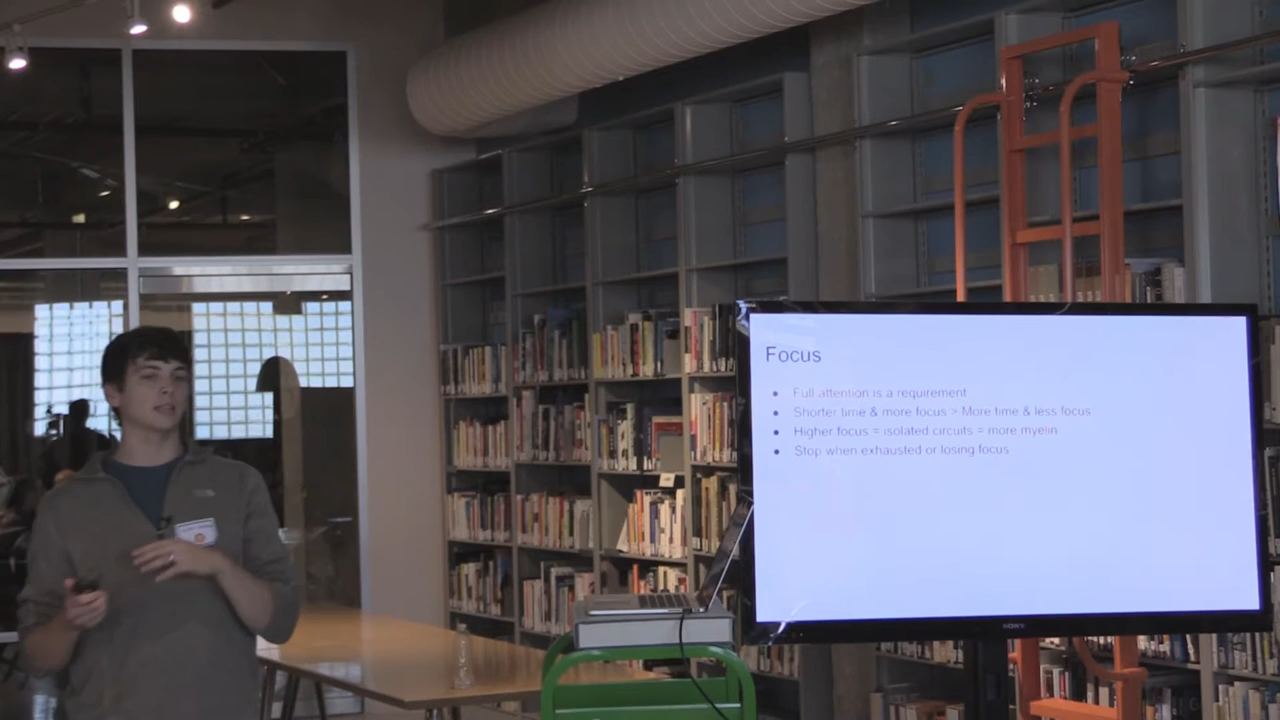 Focus
● Full attention is a requirement
● Shorter time & more focus > More time & less focus
● Higher focus = isolated circuits = more myelin
● Stop when exhausted or losing focus
SONY